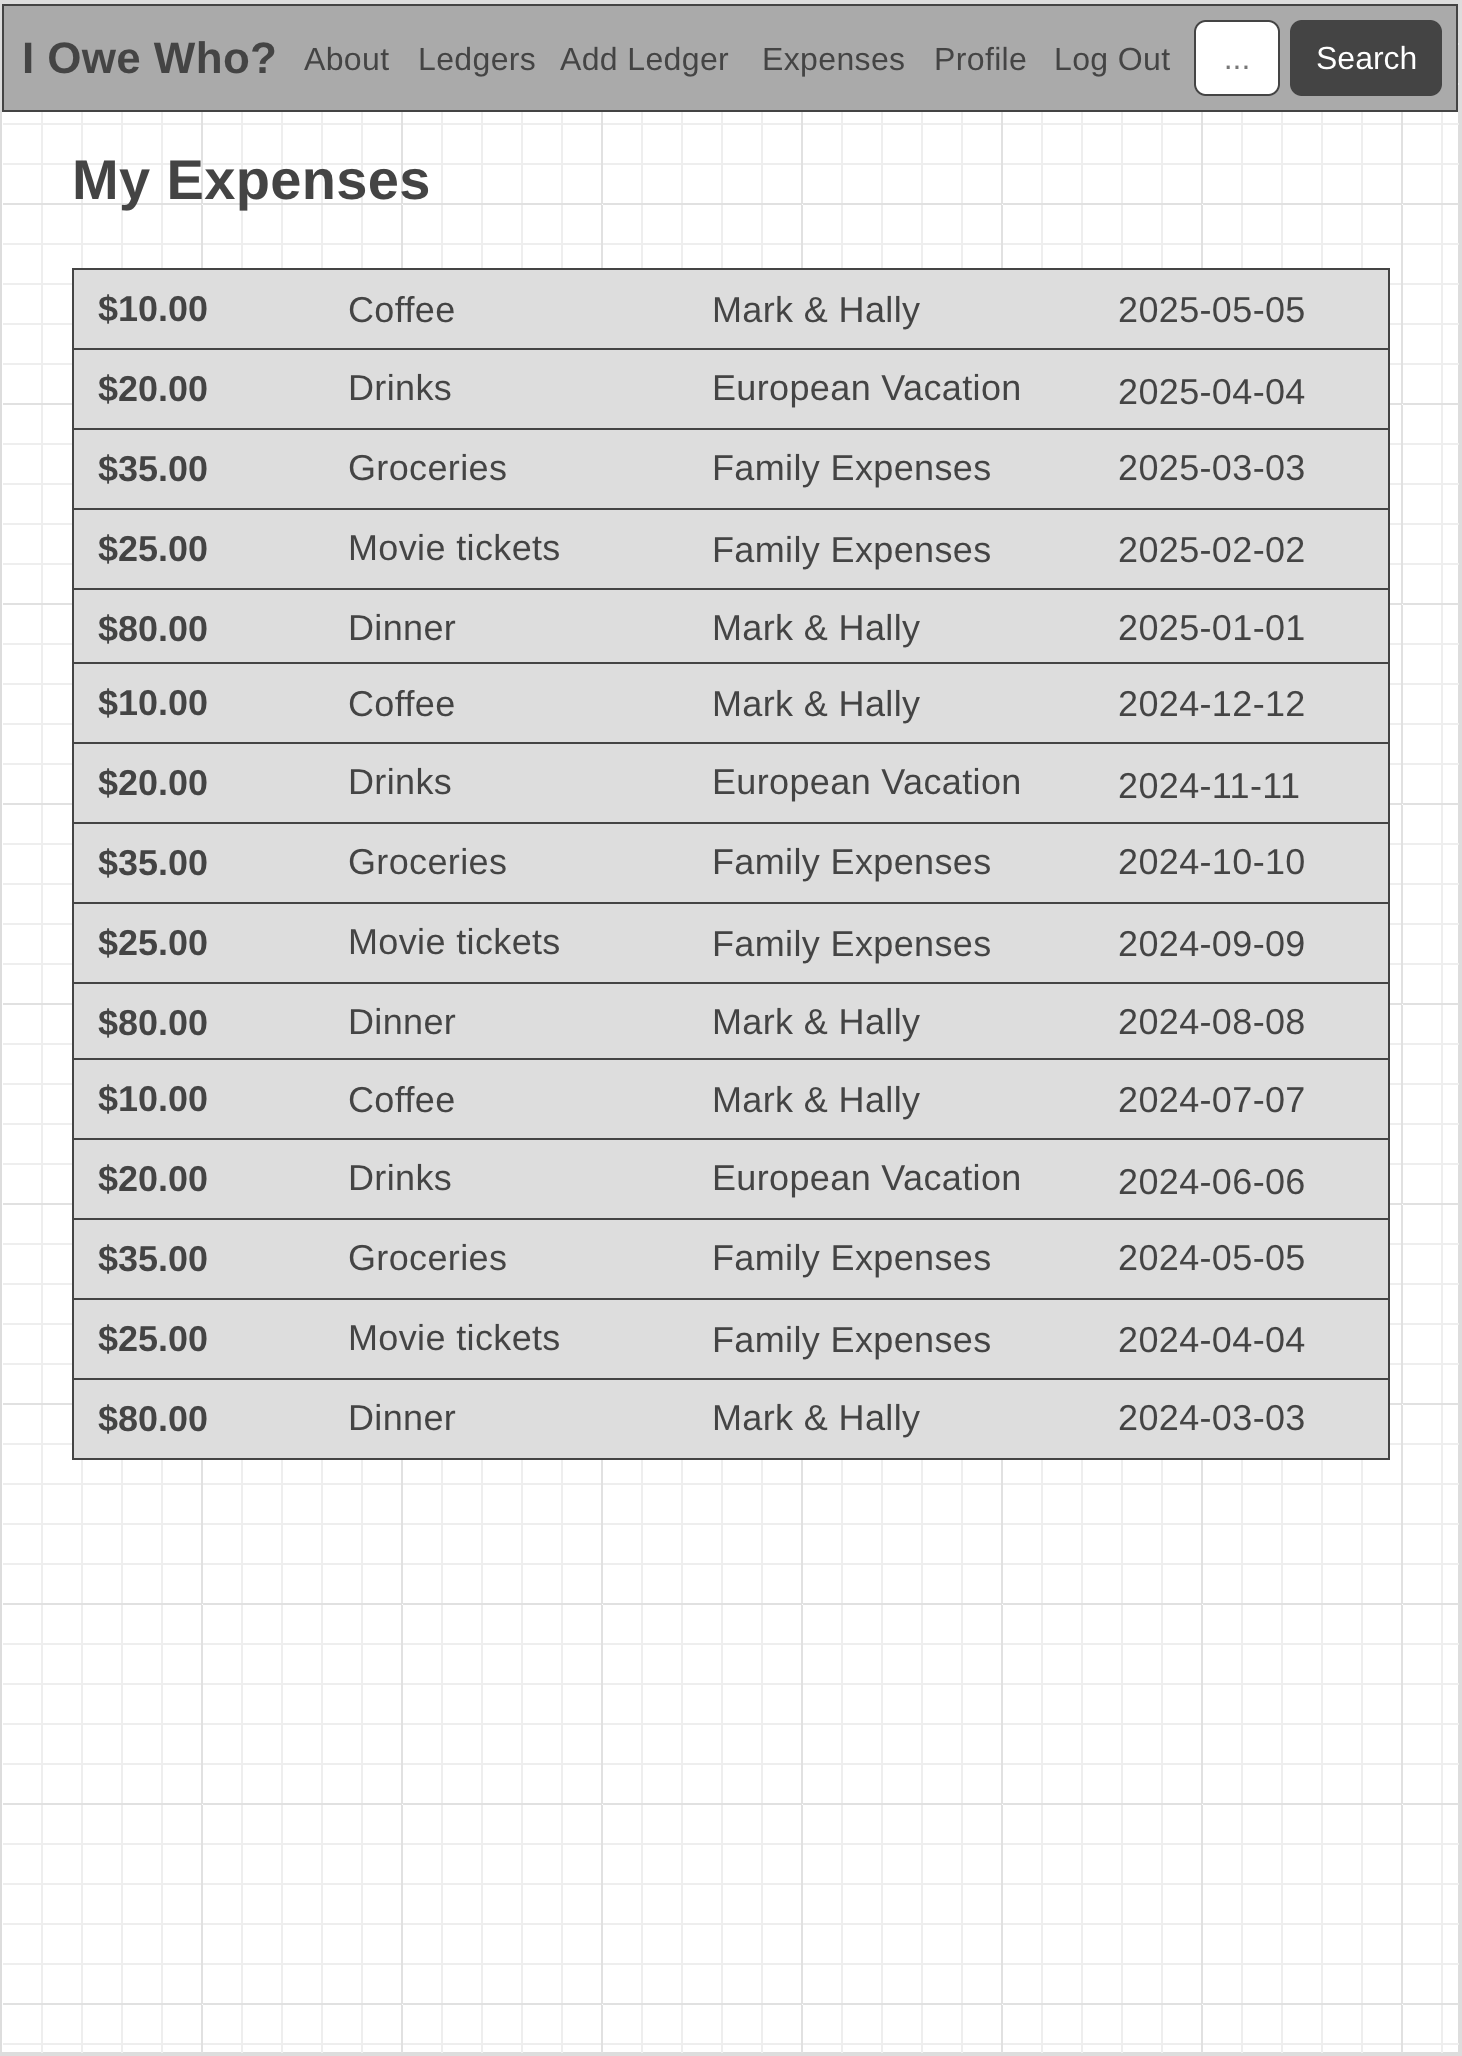 I Owe Who? About Ledgers Add Ledger Expenses Profile Log Out ... Search
My Expenses
$10.00 Coffee Mark & Hally 2025-05-05
$20.00 Drinks European Vacation 2025-04-04
$35.00 Groceries Family Expenses 2025-03-03
$25.00 Movie tickets Family Expenses 2025-02-02
$80.00 Dinner Mark & Hally 2025-01-01
$10.00 Coffee Mark & Hally 2024-12-12
$20.00 Drinks European Vacation 2024-11-11
$35.00 Groceries Family Expenses 2024-10-10
$25.00 Movie tickets Family Expenses 2024-09-09
$80.00 Dinner Mark & Hally 2024-08-08
$10.00 Coffee Mark & Hally 2024-07-07
$20.00 Drinks European Vacation 2024-06-06
$35.00 Groceries Family Expenses 2024-05-05
$25.00 Movie tickets Family Expenses 2024-04-04
$80.00 Dinner Mark & Hally 2024-03-03